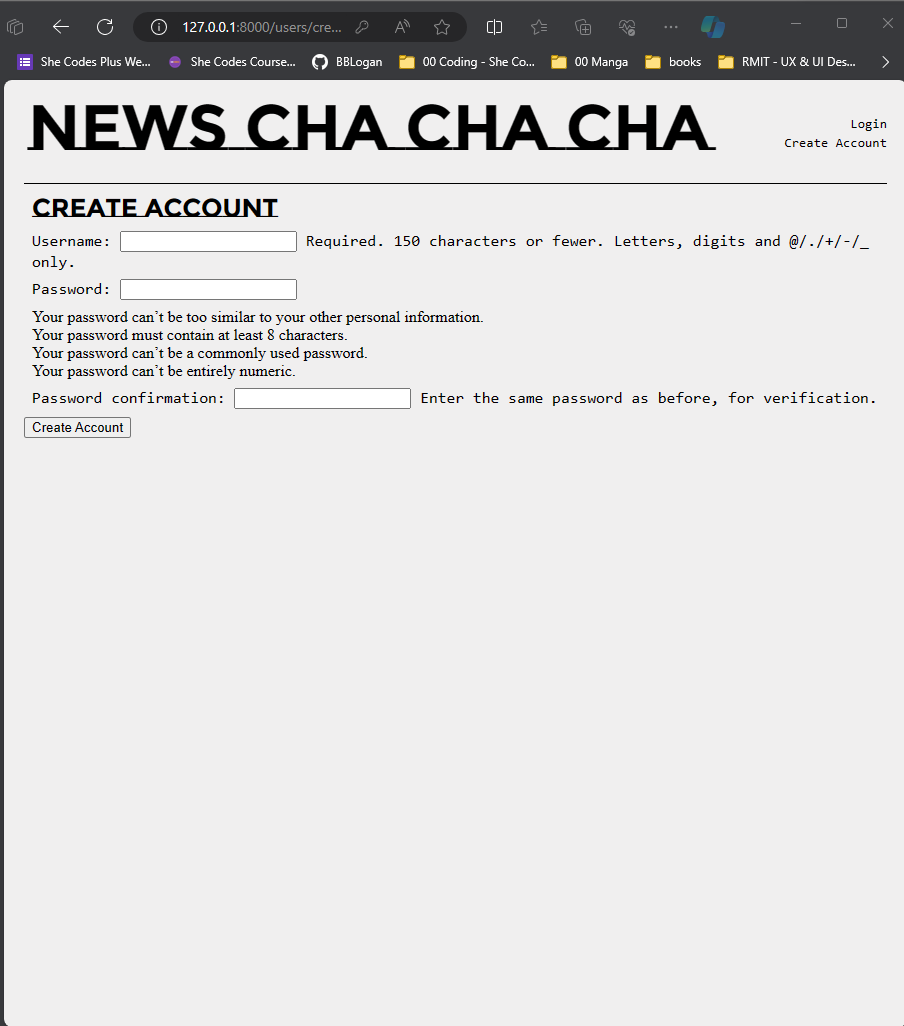 127.0.0.1:8000/users/cre...
She Codes Plus We... She Codes Course... BBLogan 00 Coding - She Co... 00 Manga books RMIT - UX & UI Des...
NEWS CHA CHA CHA
Login
Create Account
CREATE ACCOUNT
Username: Required. 150 characters or fewer. Letters, digits and @/./+/-/_
only.
Password:
Your password can’t be too similar to your other personal information.
Your password must contain at least 8 characters.
Your password can’t be a commonly used password.
Your password can’t be entirely numeric.
Password confirmation: Enter the same password as before, for verification.
Create Account